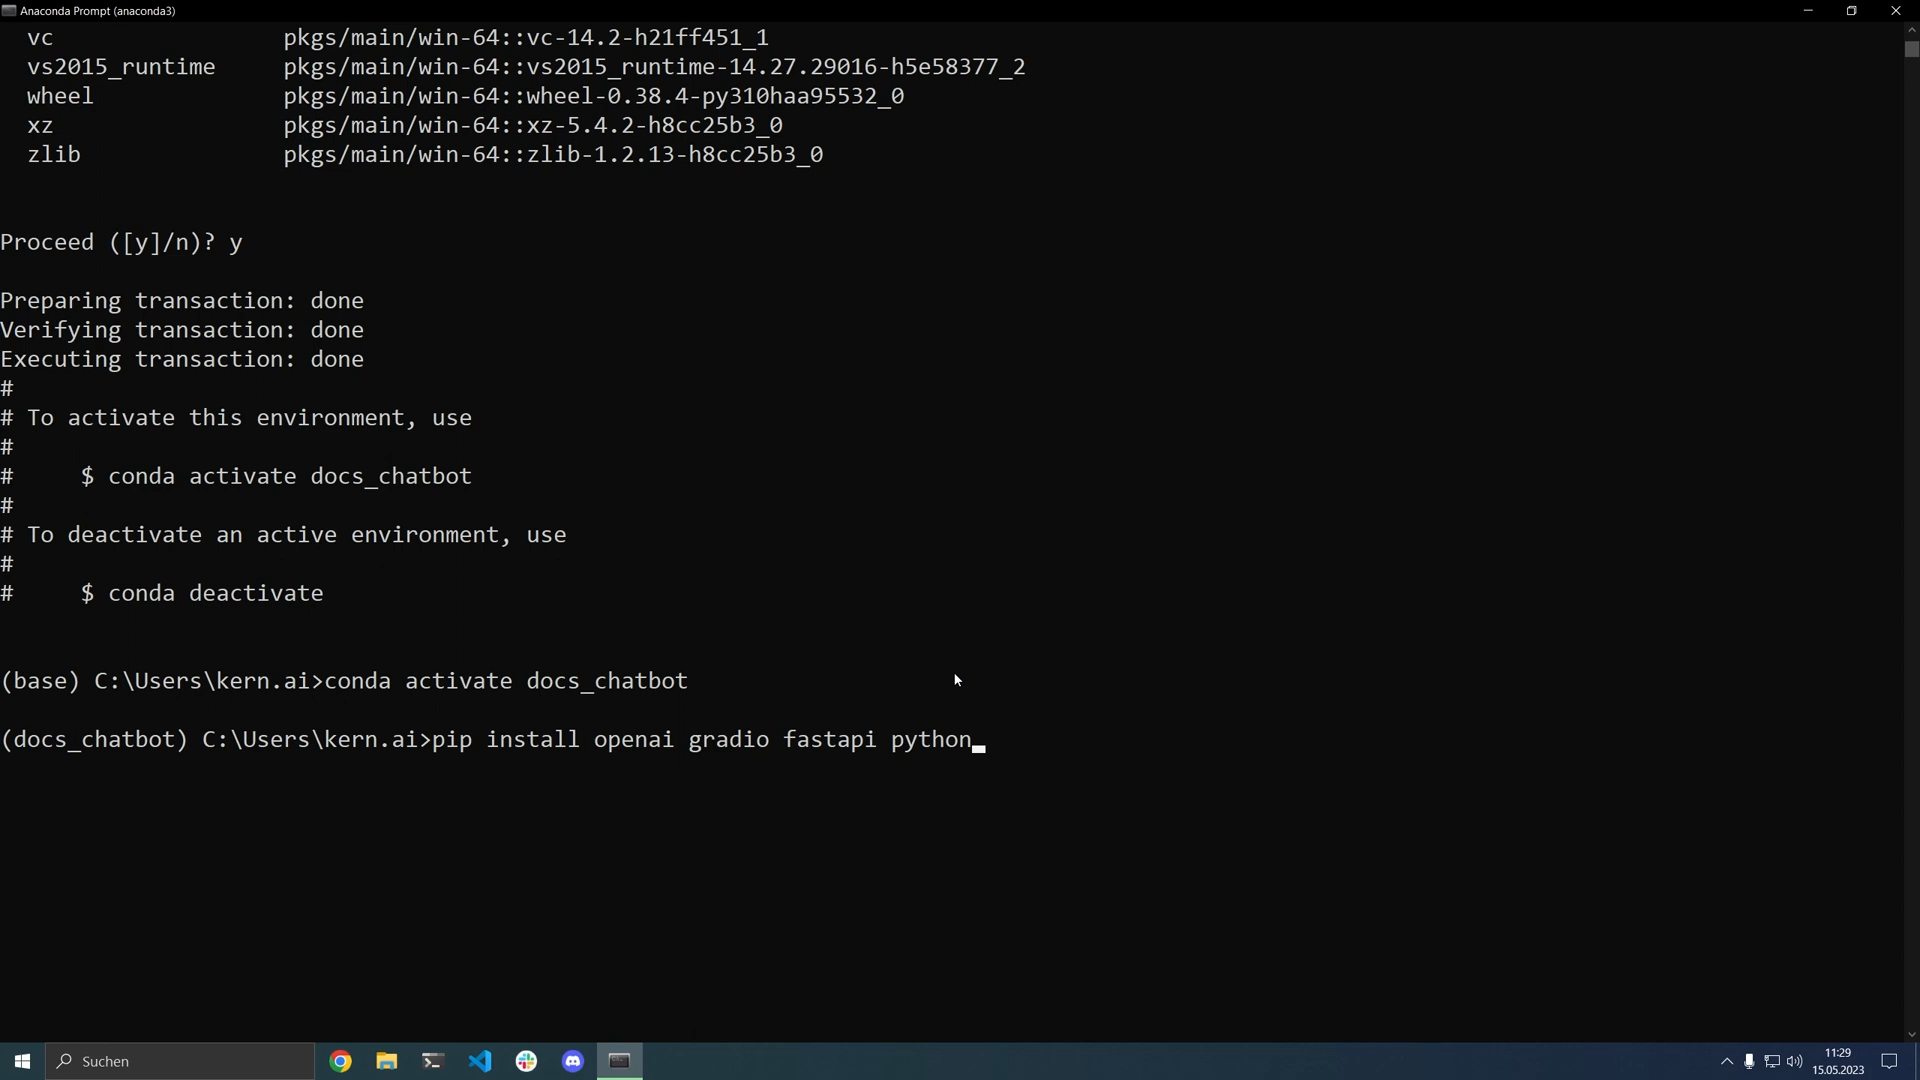 Anaconda Prompt (anaconda3)
vc pkgs/main/win-64::vc-14.2-h21ff451_1
vs2015_runtime pkgs/main/win-64::vs2015_runtime-14.27.29016-h5e58377_2
wheel pkgs/main/win-64::wheel-0.38.4-py310haa95532_0
xz pkgs/main/win-64::xz-5.4.2-h8cc25b3_0
zlib pkgs/main/win-64::zlib-1.2.13-h8cc25b3_0
Proceed ([y]/n)? y
Preparing transaction: done
Verifying transaction: done
Executing transaction: done
#
# To activate this environment, use
#
# $ conda activate docs_chatbot
#
# To deactivate an active environment, use
#
# $ conda deactivate
(base) C:\Users\kern.ai>conda activate docs_chatbot
(docs_chatbot) C:\Users\kern.ai>pip install openai gradio fastapi python
Suchen
11:29
15.05.2023